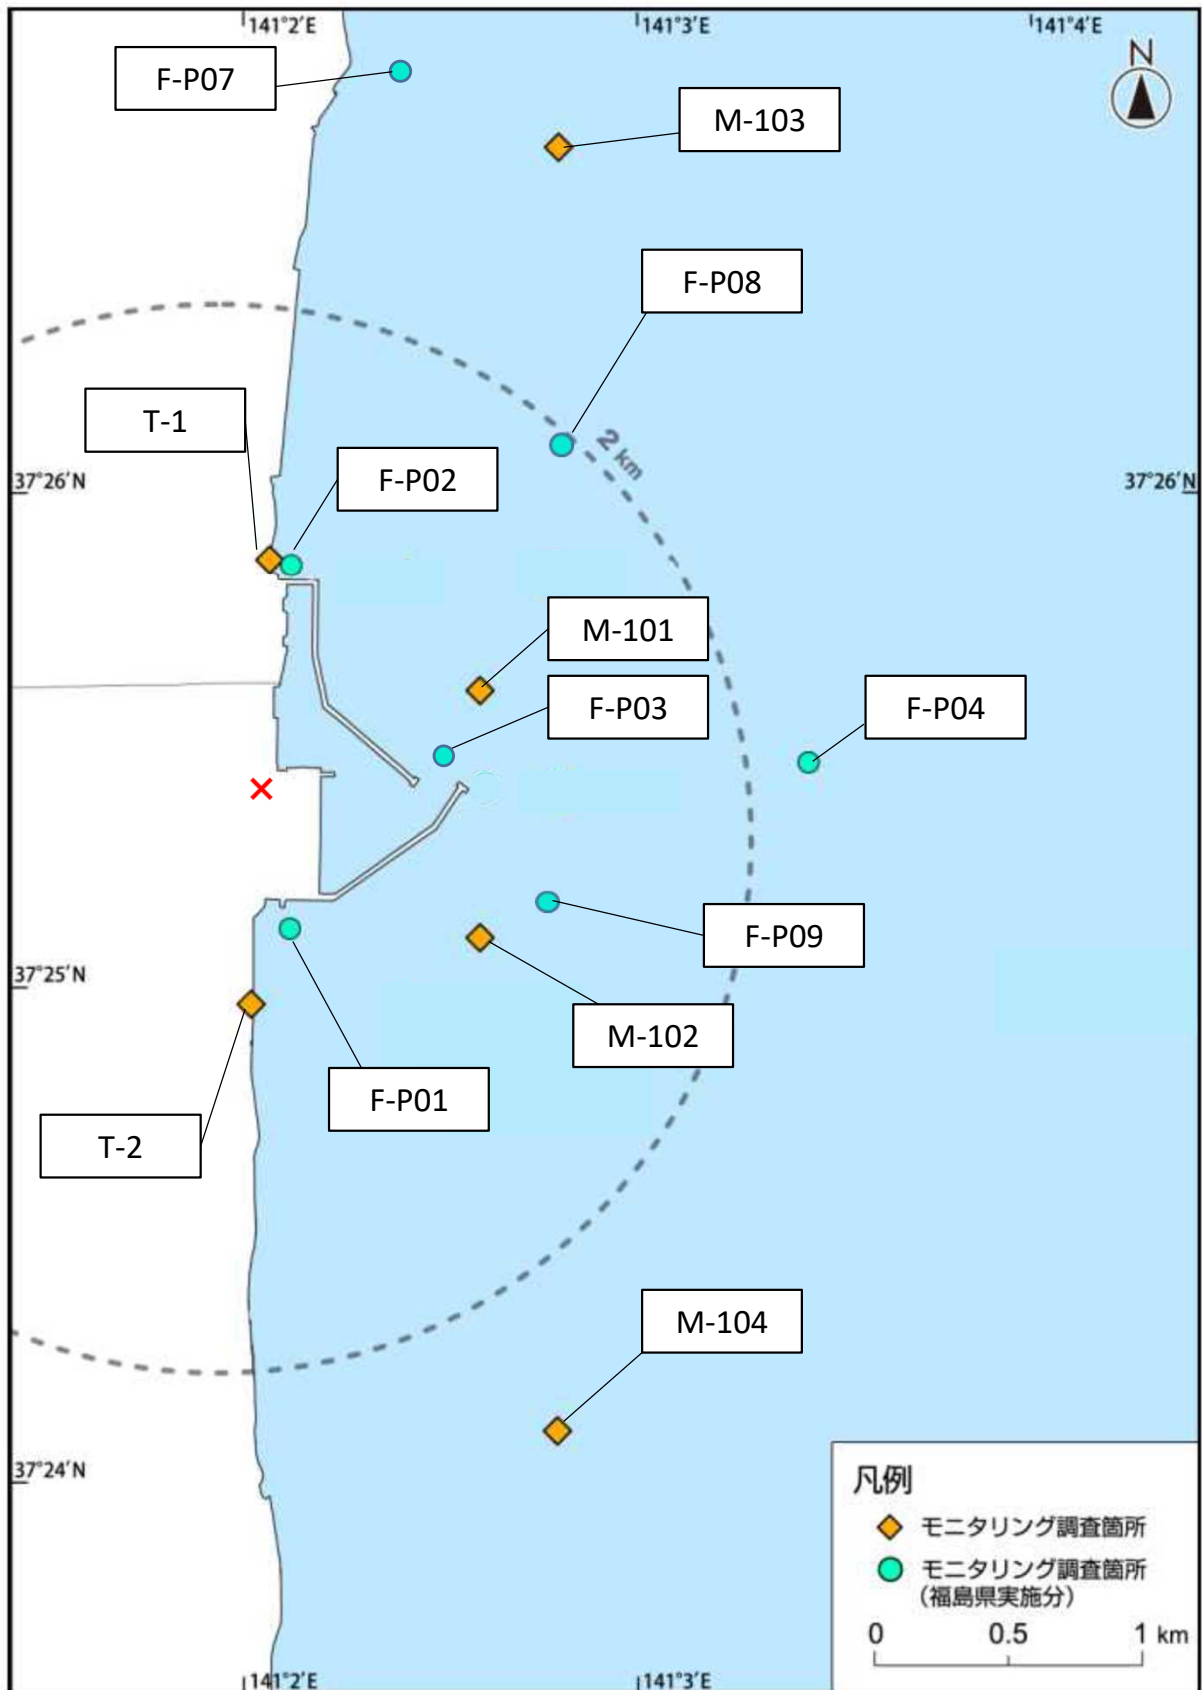 141°2′E
141°3′E
141°4′E
N
F-P07
M-103
F-P08
T-1
2 km
F-P02
37°26′N
37°26′N
M-101
F-P03
F-P04
F-P09
37°25′N
M-102
F-P01
T-2
M-104
37°24′N
凡例
モニタリング調査箇所
モニタリング調査箇所
(福島県実施分)
0 0.5 1 km
141°2′E
141°3′E